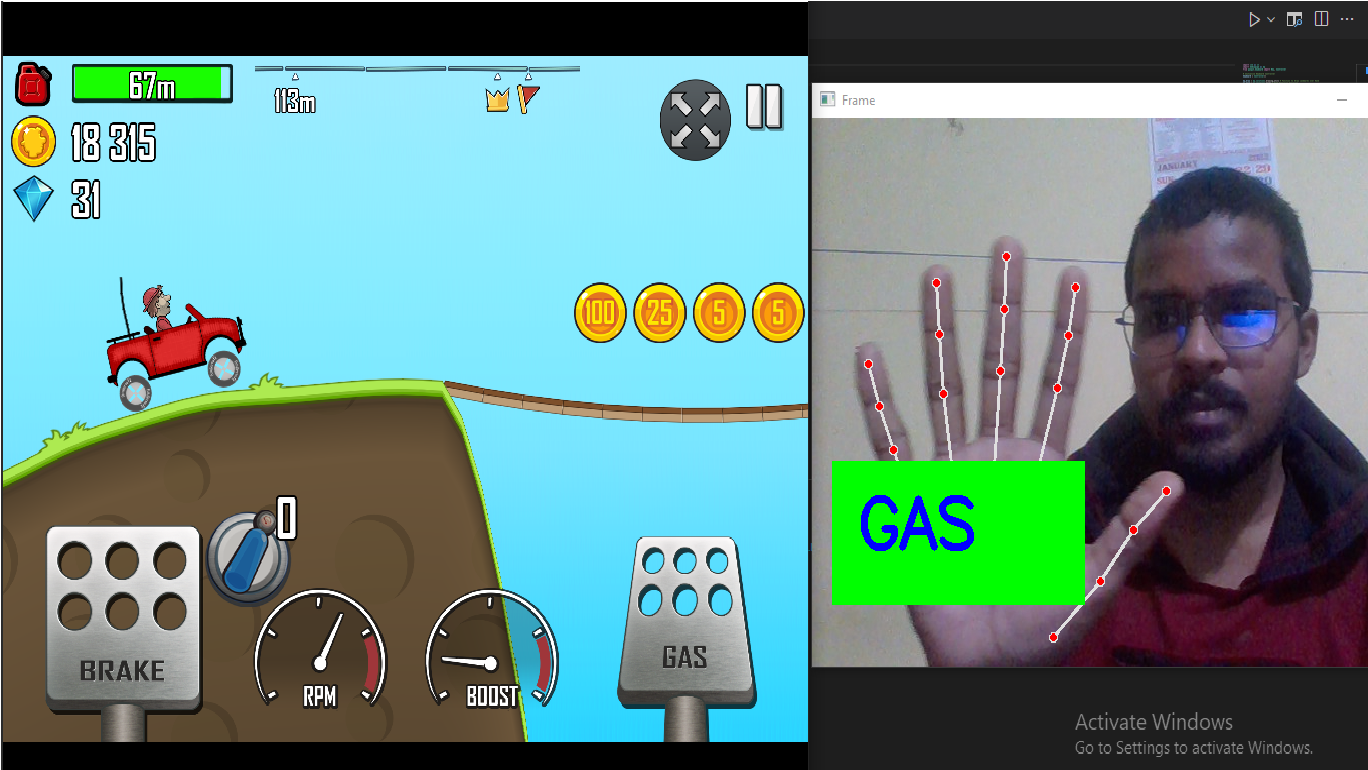 67m
113m
18 315
31
100 25 5 5
0
BRAKE
RPM
BOOST
GAS
Frame
JANUARY
GAS
Activate Windows
Go to Settings to activate Windows.